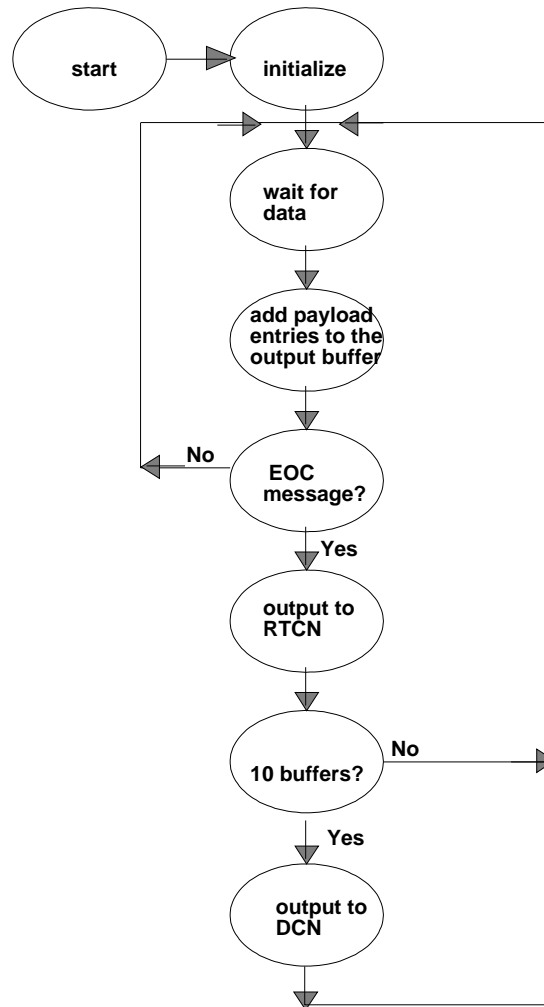 start
initialize
wait for
data
add payload
entries to the
output buffer
No
EOC
message?
Yes
output to
RTCN
No
10 buffers?
Yes
output to
DCN